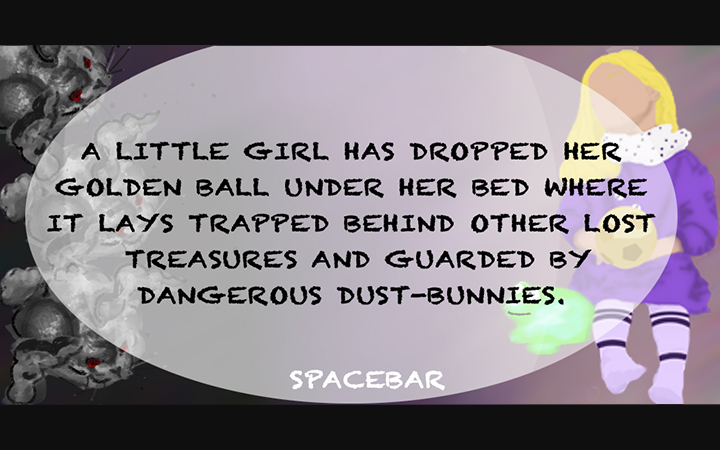 A LITTLE GIRL HAS DROPPED HER
GOLDEN BALL UNDER HER BED WHERE
IT LAYS TRAPPED BEHIND OTHER LOST
TREASURES AND GUARDED BY
DANGEROUS DUST-BUNNIES.
SPACEBAR